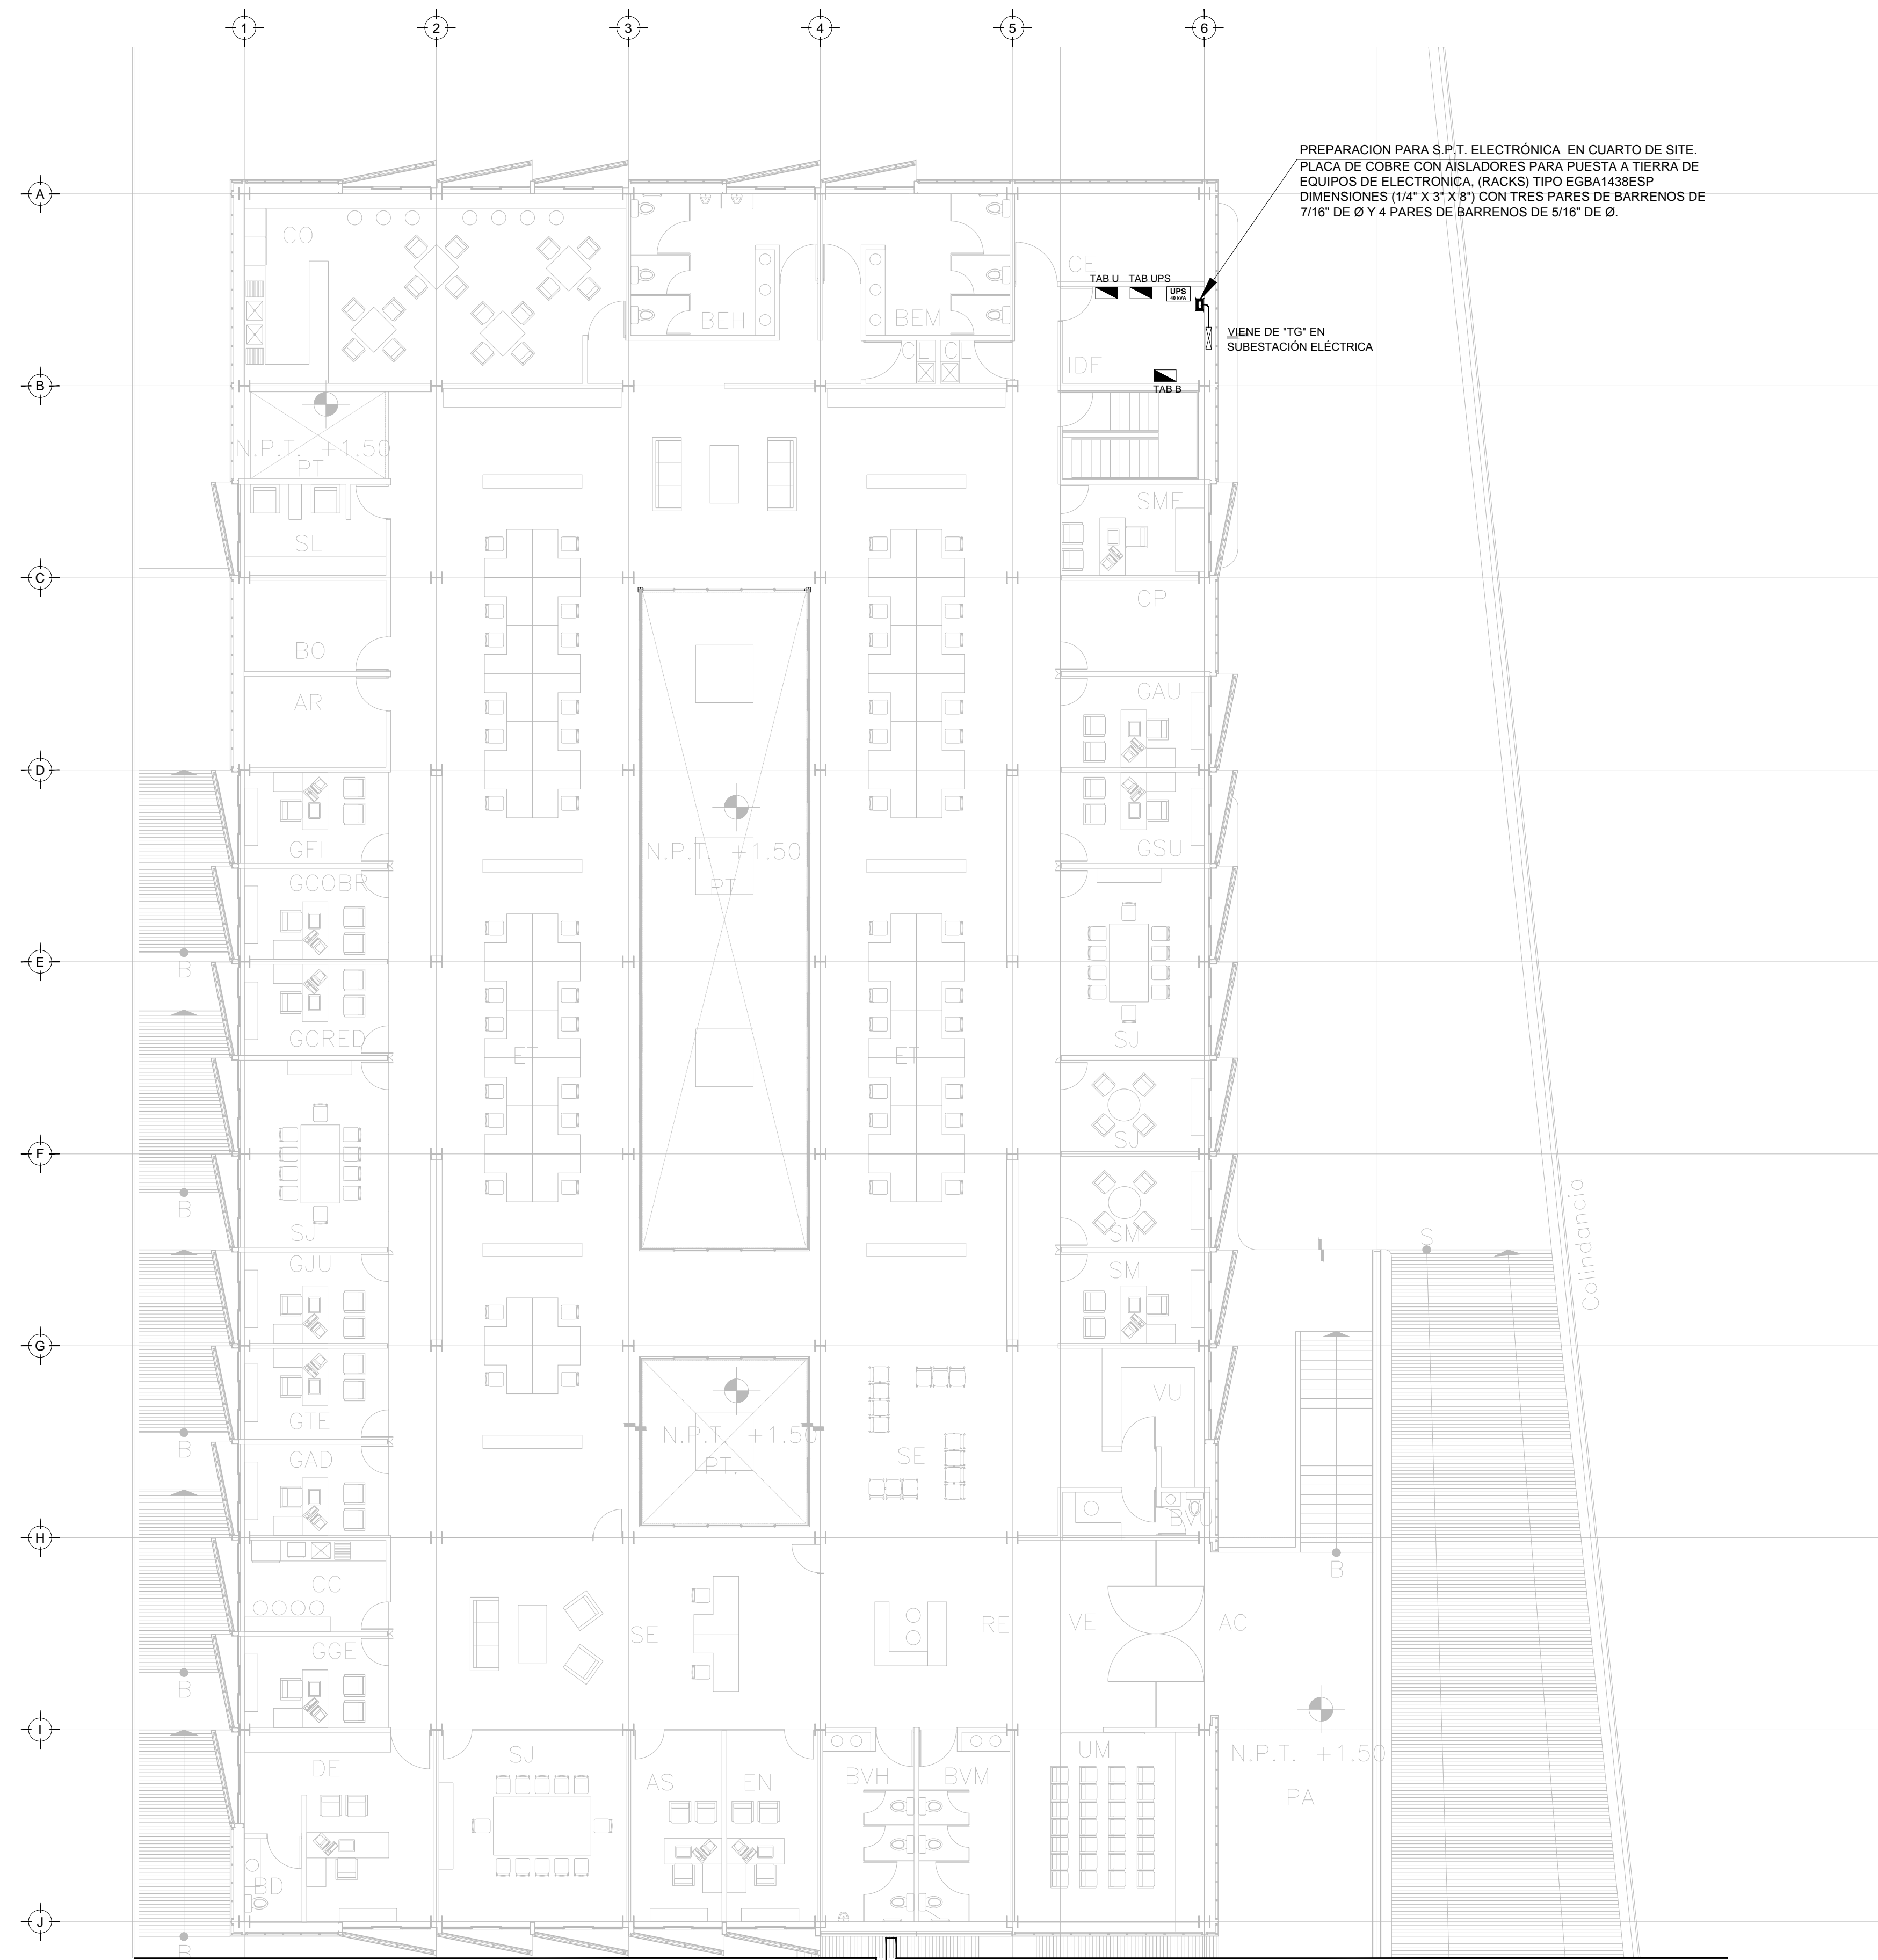 1 2 3 4 5 6
PREPARACION PARA S.P.T. ELECTRÓNICA EN CUARTO DE SITE.
PLACA DE COBRE CON AISLADORES PARA PUESTA A TIERRA DE
EQUIPOS DE ELECTRONICA, (RACKS) TIPO EGBA1438ESP
DIMENSIONES (1/4" X 3" X 8") CON TRES PARES DE BARRENOS DE
7/16" DE Ø Y 4 PARES DE BARRENOS DE 5/16" DE Ø.
A
CO
CE
TAB U TAB UPS
UPS
40 kVA
BEH
BEM
VIENE DE "TG" EN
SUBESTACIÓN ELÉCTRICA
CL CL
IDF
TAB B
B
N.P.T. +1.50
PT
SME
SL
C
CP
BO
GAU
AR
D
GFI
GSU
N.P.T. +1.50
PT
GCOBR
E
B
GCRED
SJ
ET
ET
SJ
F
Colindancia
B
SJ
SM
S
GJU
SM
G
VU
GTE
N.P.T. +1.50
PT.
B
GAD
SE
BVU
H
B
CC
SE
RE
VE
AC
GGE
B
I
N.P.T. +1.50
PA
DE
SJ
AS
EN
BVH
BVM
UM
BD
J
B